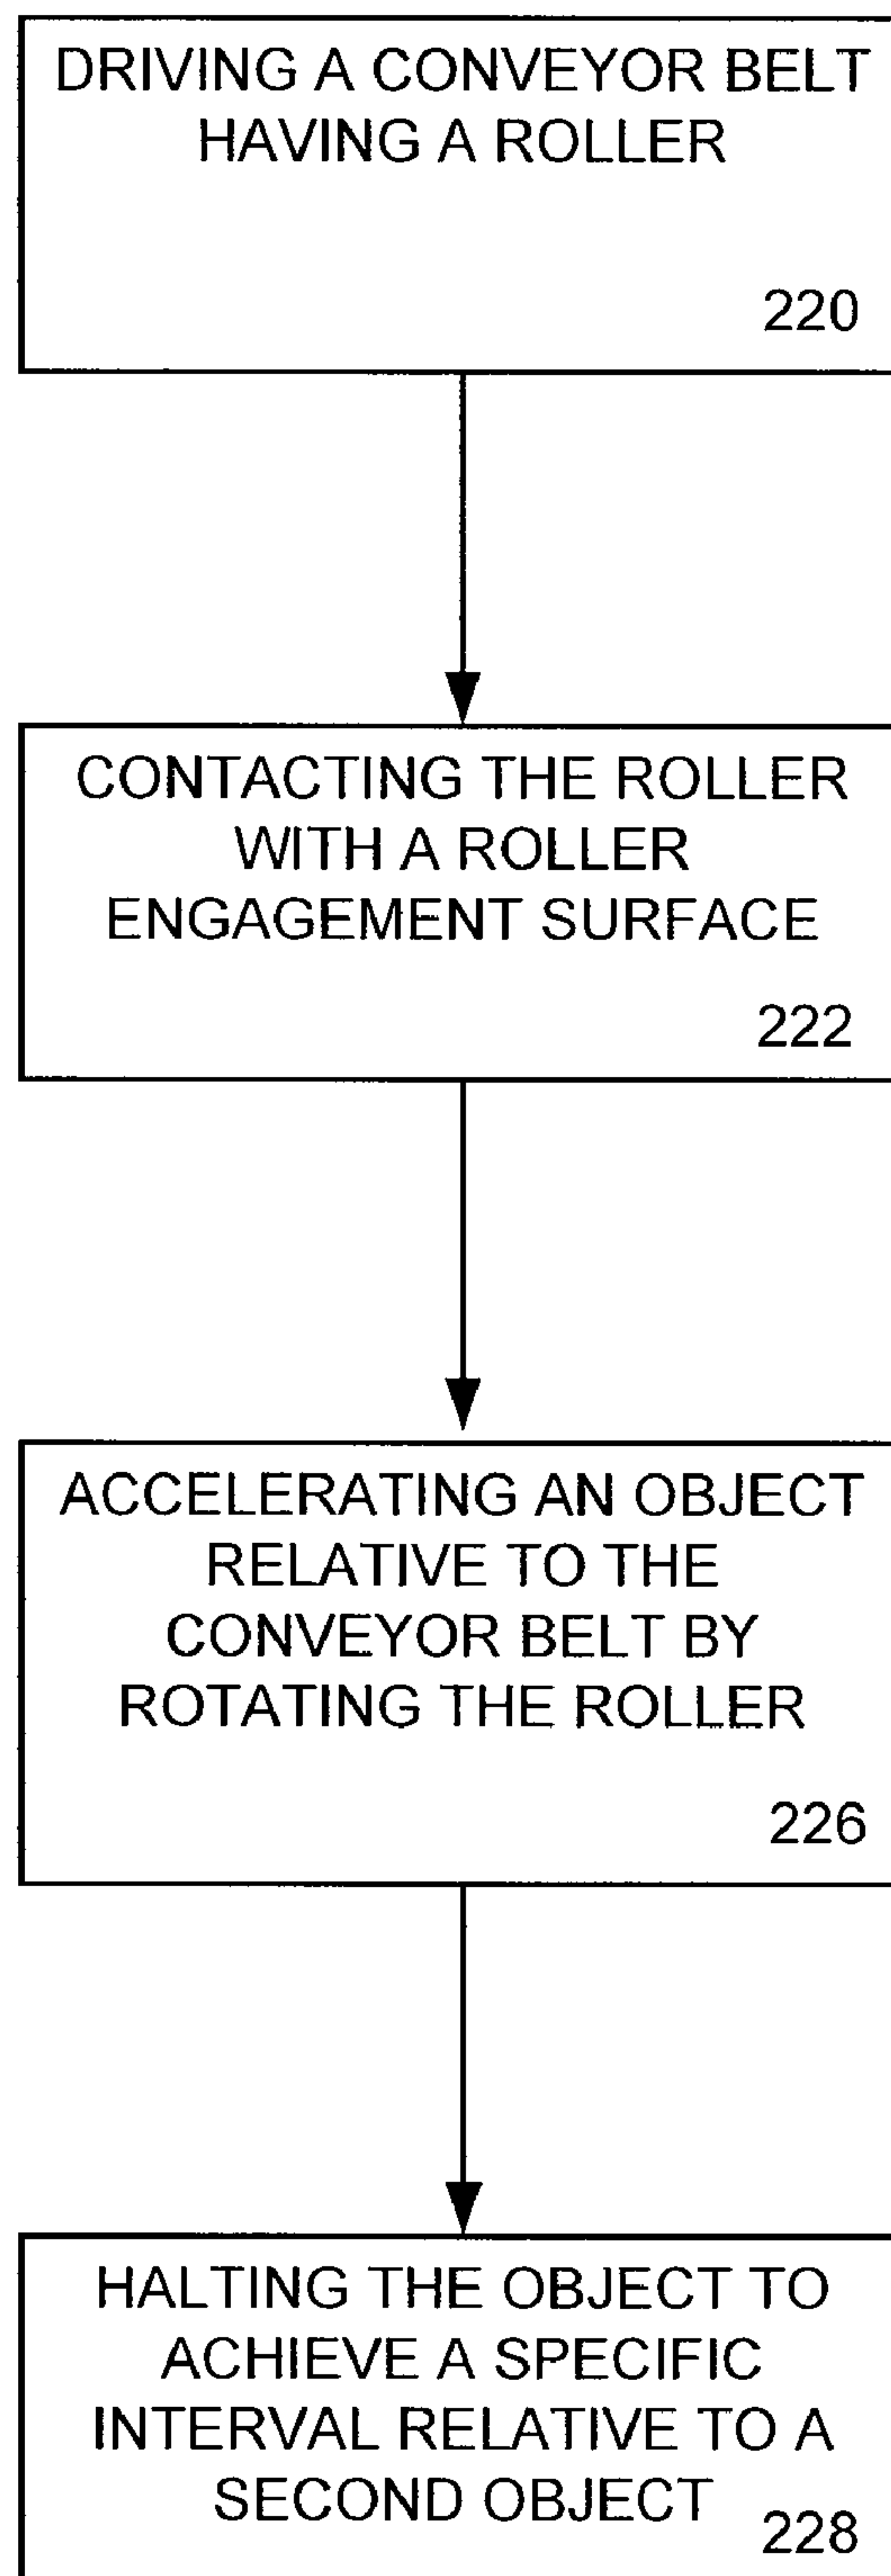 DRIVING A CONVEYOR BELT
HAVING A ROLLER
220
CONTACTING THE ROLLER
WITH A ROLLER
ENGAGEMENT SURFACE
222
ACCELERATING AN OBJECT
RELATIVE TO THE
CONVEYOR BELT BY
ROTATING THE ROLLER
226
HALTING THE OBJECT TO
ACHIEVE A SPECIFIC
INTERVAL RELATIVE TO A
SECOND OBJECT
228